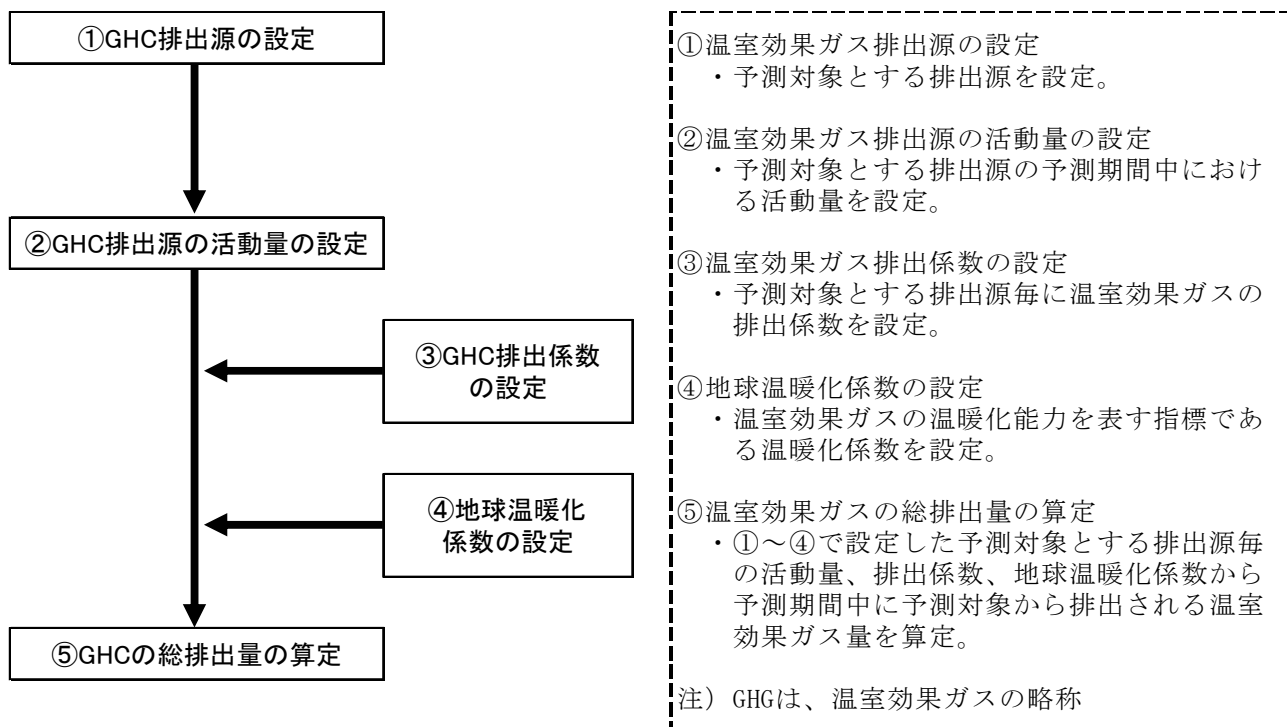 ①GHC排出源の設定
②GHC排出源の活動量の設定
③GHC排出係数
の設定
④地球温暖化
係数の設定
⑤GHCの総排出量の算定
①温室効果ガス排出源の設定
・予測対象とする排出源を設定。
②温室効果ガス排出源の活動量の設定
・予測対象とする排出源の予測期間中におけ
る活動量を設定。
③温室効果ガス排出係数の設定
・予測対象とする排出源毎に温室効果ガスの
排出係数を設定。
④地球温暖化係数の設定
・温室効果ガスの温暖化能力を表す指標であ
る温暖化係数を設定。
⑤温室効果ガスの総排出量の算定
・①～④で設定した予測対象とする排出源毎
の活動量、排出係数、地球温暖化係数から
予測期間中に予測対象から排出される温室
効果ガス量を算定。
注）GHGは、温室効果ガスの略称